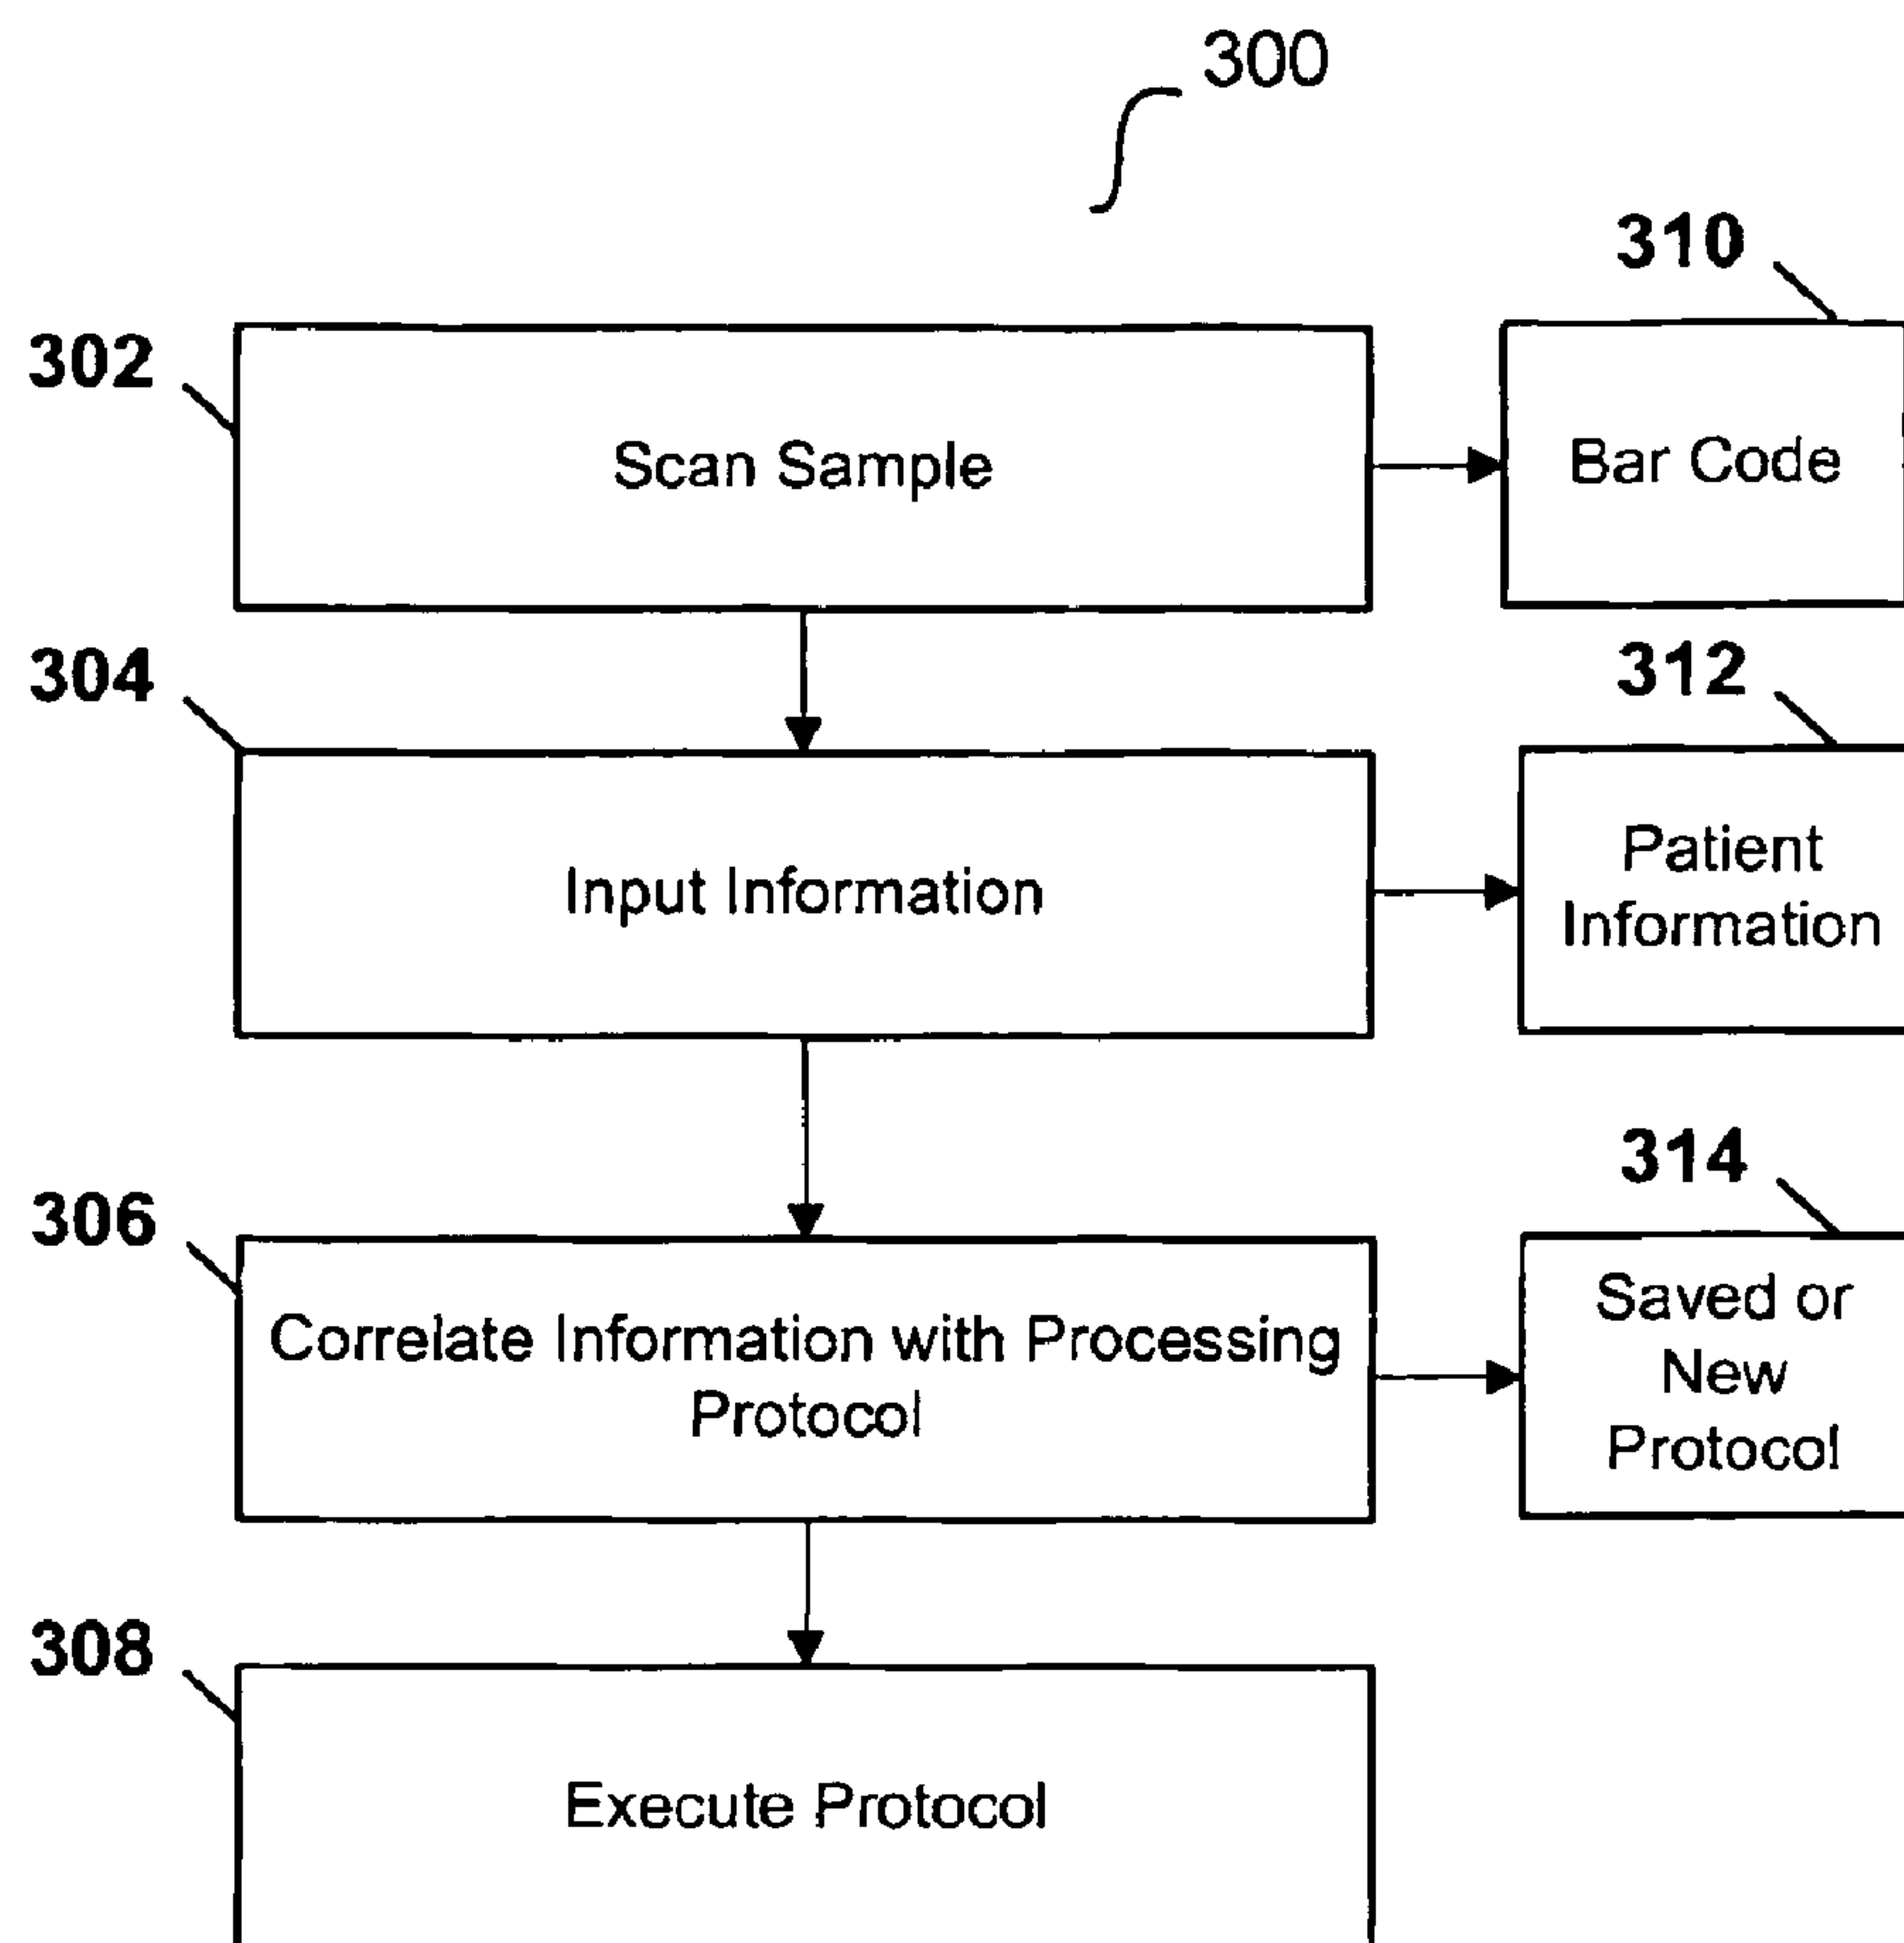 300
310
302
Scan Sample
Bar Code
304
312
Input Information
Patient
Information
306
314
Correlate Information with Processing
Protocol
Saved or
New
Protocol
308
Execute Protocol